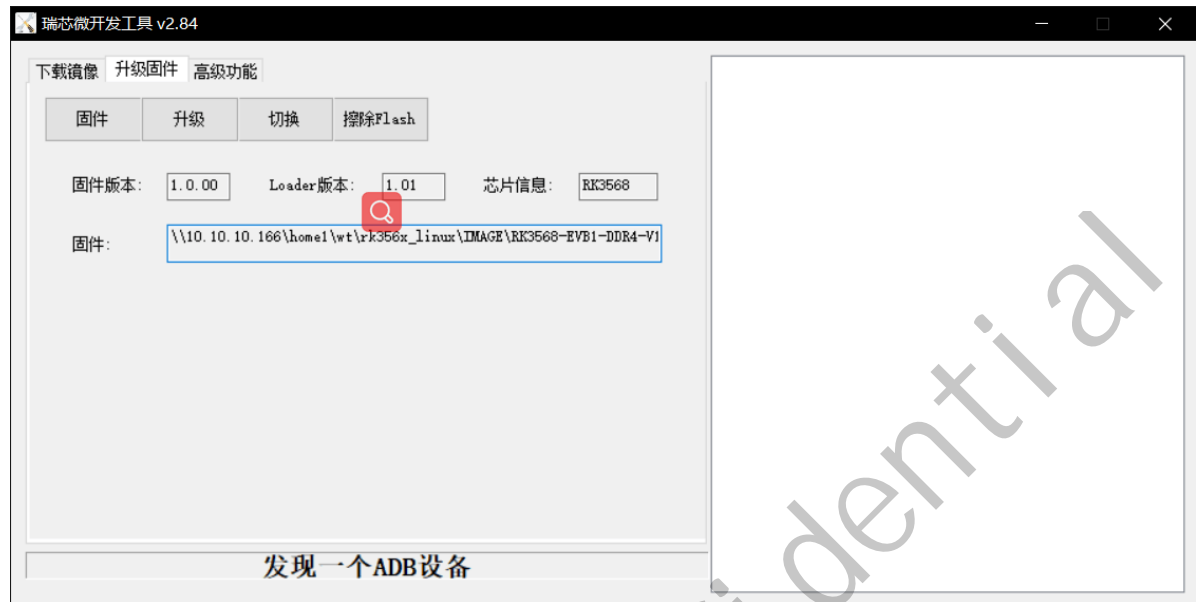 瑞芯微开发工具 v2.84
下载镜像 升级固件 高级功能
固件 升级 切换 擦除Flash
固件版本: 1.0.00 Loader版本: 1.01 芯片信息: RK3568
固件: \\10.10.10.166\home1\wt\rk356x_linux\IMAGE\RK3568-EVB1-DDR4-V1
发现一个ADB设备
dential